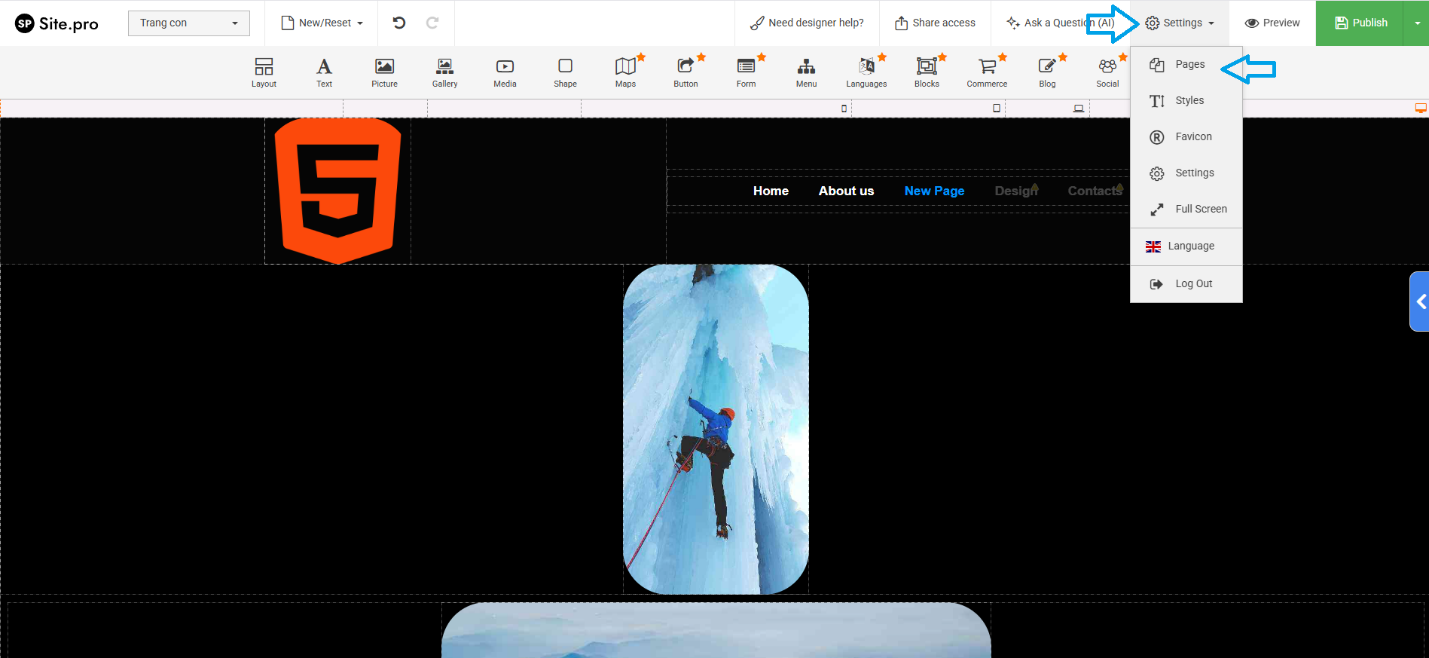 SP Site.pro
Trang con
New/Reset
Need designer help?
Share access
Ask a Question (AI)
Settings
Preview
Publish
Layout
Text
Picture
Gallery
Media
Shape
Maps
Button
Form
Menu
Languages
Blocks
Commerce
Blog
Social
Pages
Styles
Favicon
Settings
Full Screen
Language
Log Out
Home
About us
New Page
Design
Contacts